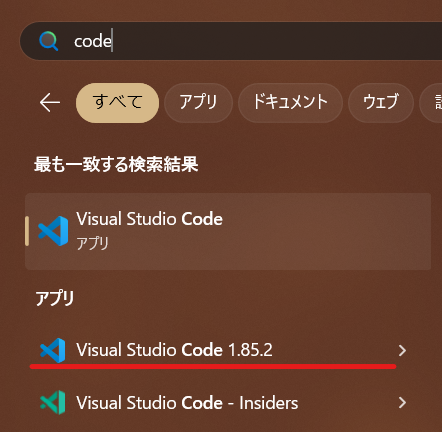 code
すべて
アプリ
ドキュメント
ウェブ
最も一致する検索結果
Visual Studio Code
アプリ
アプリ
Visual Studio Code 1.85.2
Visual Studio Code - Insiders